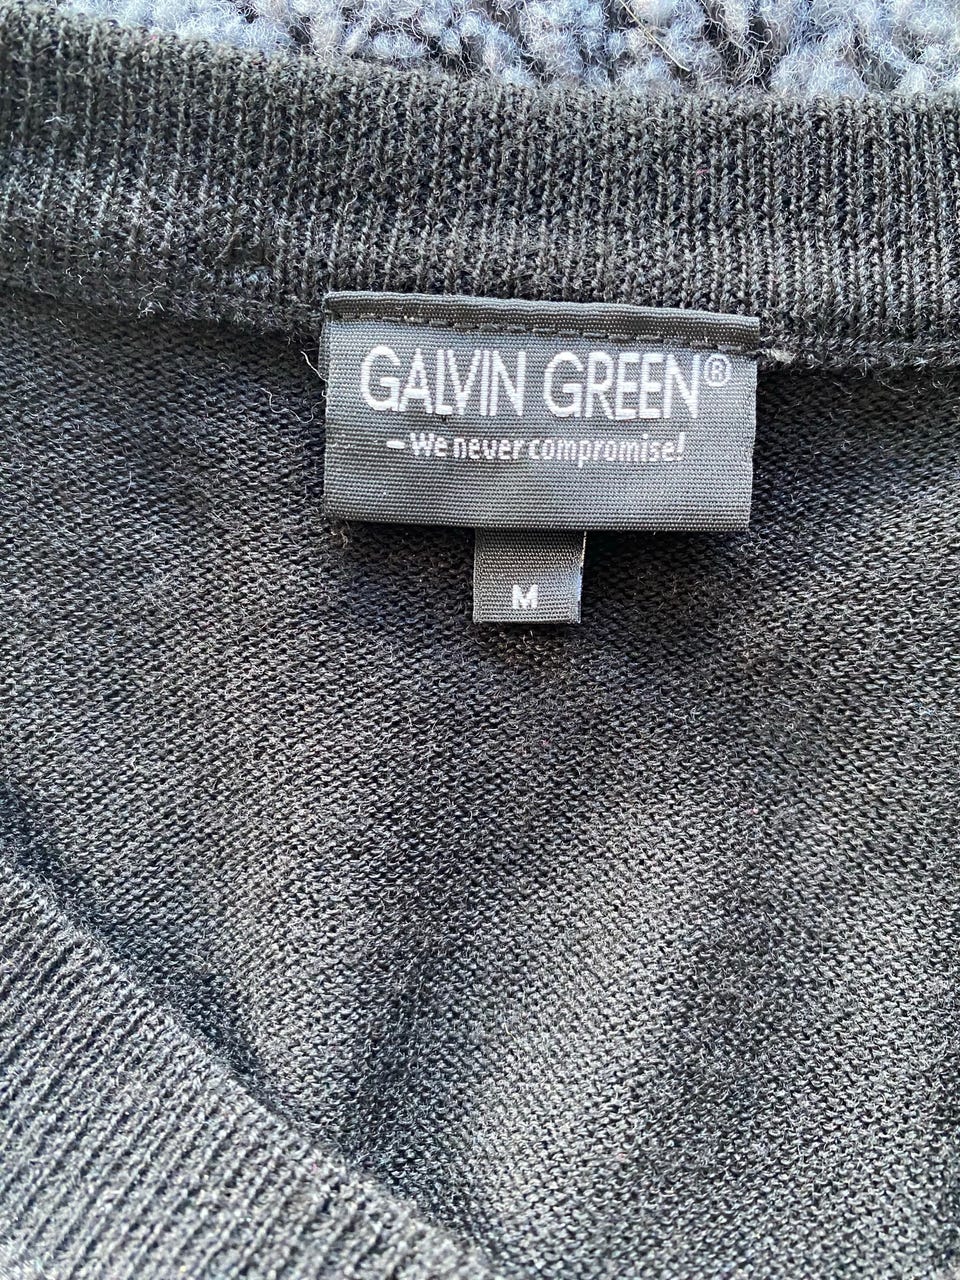 GALVIN GREEN®
– We never compromise!
M